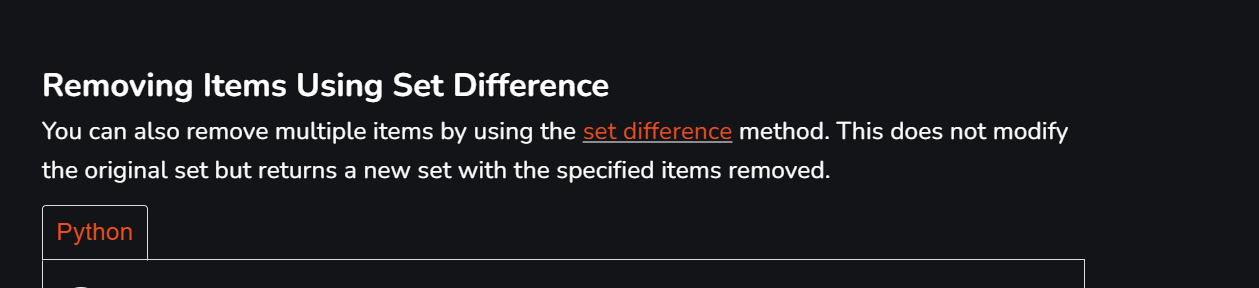 Removing Items Using Set Difference
You can also remove multiple items by using the set difference method. This does not modify
the original set but returns a new set with the specified items removed.
Python